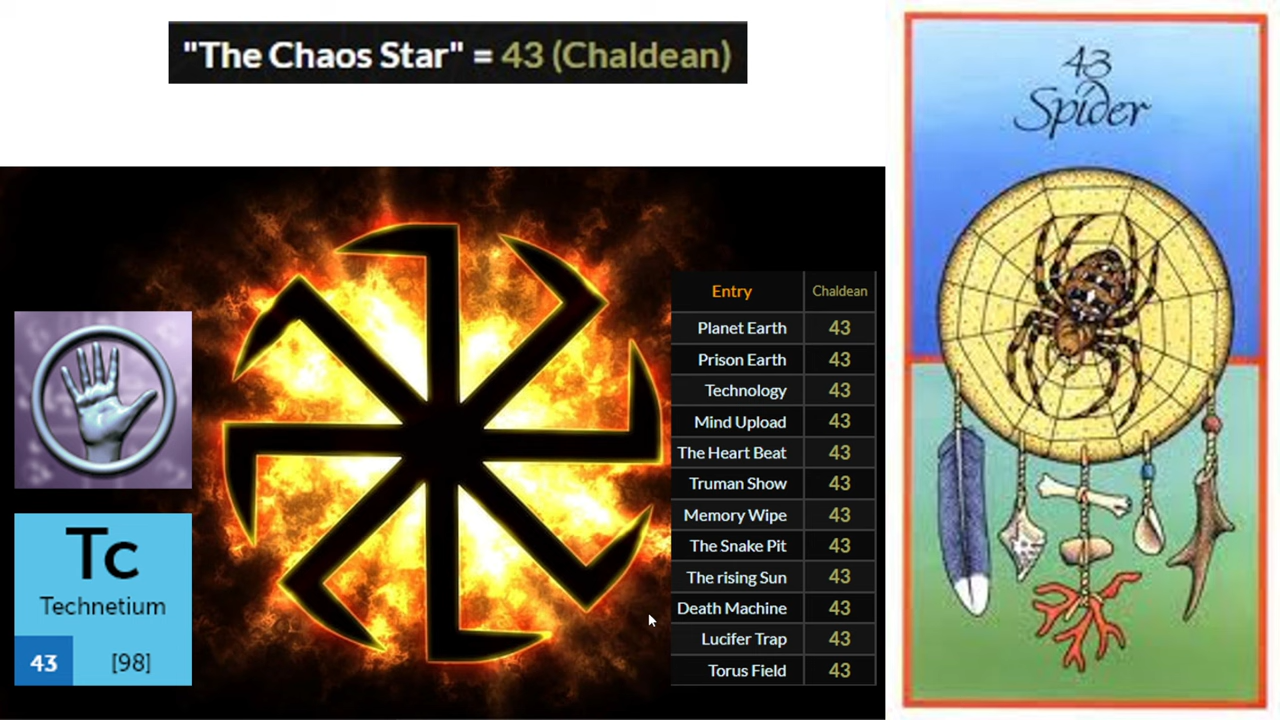 "The Chaos Star" = 43 (Chaldean)
43
Spider
Entry Chaldean
Planet Earth 43
Prison Earth 43
Technology 43
Mind Upload 43
The Heart Beat 43
Truman Show 43
Memory Wipe 43
The Snake Pit 43
The rising Sun 43
Death Machine 43
Lucifer Trap 43
Torus Field 43
Tc
Technetium
43 [98]